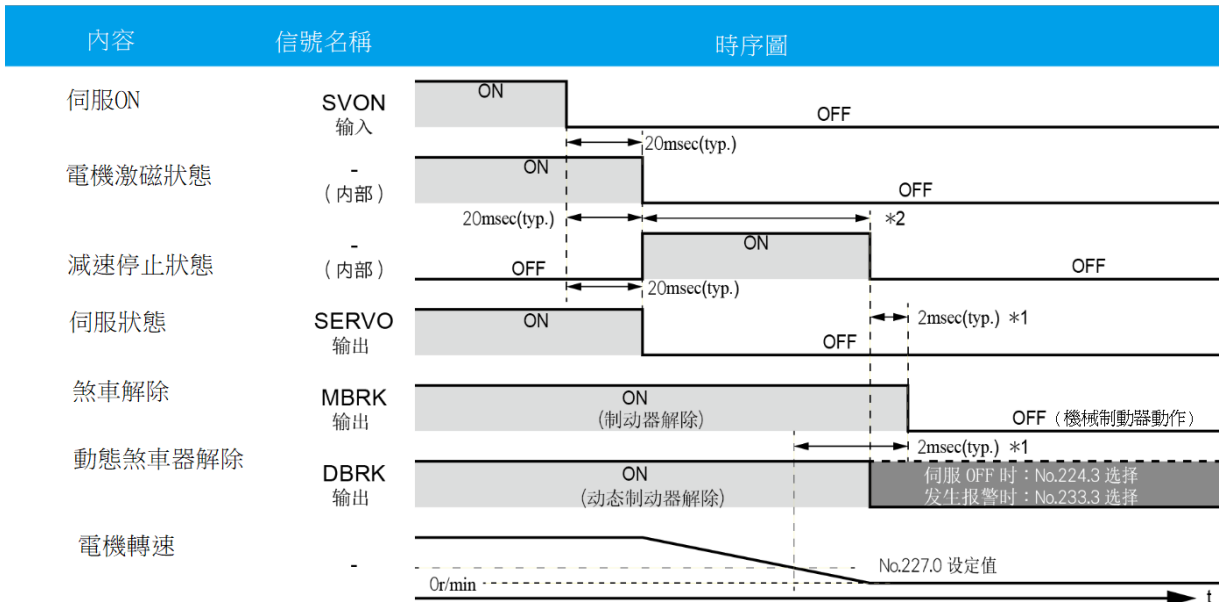 內容 信號名稱 時序圖
伺服ON SVON ON
输入 OFF
20msec(typ.)
電機激磁狀態 - ON
（内部） OFF
20msec(typ.) *2
減速停止狀態 - ON
（内部） OFF OFF
20msec(typ.)
伺服狀態 SERVO ON 2msec(typ.) *1
输出 OFF
煞車解除 MBRK ON
输出 (制动器解除) OFF（機械制動器動作）
2msec(typ.) *1
動態煞車器解除 DBRK ON 伺服 OFF 时：No.224.3 选择
输出 (动态制动器解除) 发生报警时：No.233.3 选择
電機轉速 -
No.227.0 设定值
0r/min
t